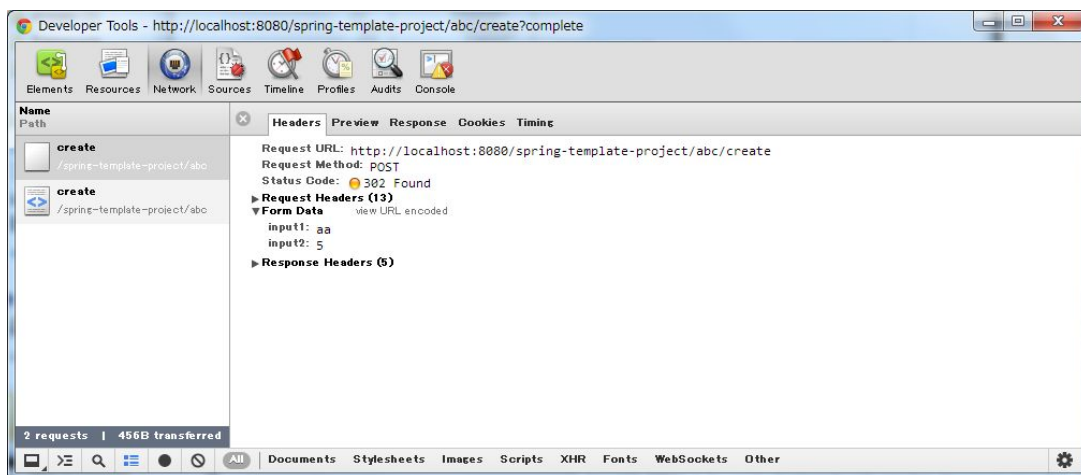 Developer Tools - http://localhost:8080/spring-template-project/abc/create?complete
Elements Resources Network Sources Timeline Profiles Audits Console
Name
Path
Headers Preview Response Cookies Timing
create
/spring-template-project/abc
create
/spring-template-project/abc
Request URL: http://localhost:8080/spring-template-project/abc/create
Request Method: POST
Status Code: 302 Found
Request Headers (13)
Form Data view URL encoded
input1: aa
input2: 5
Response Headers (5)
2 requests | 456B transferred
All Documents Stylesheets Images Scripts XHR Fonts WebSockets Other